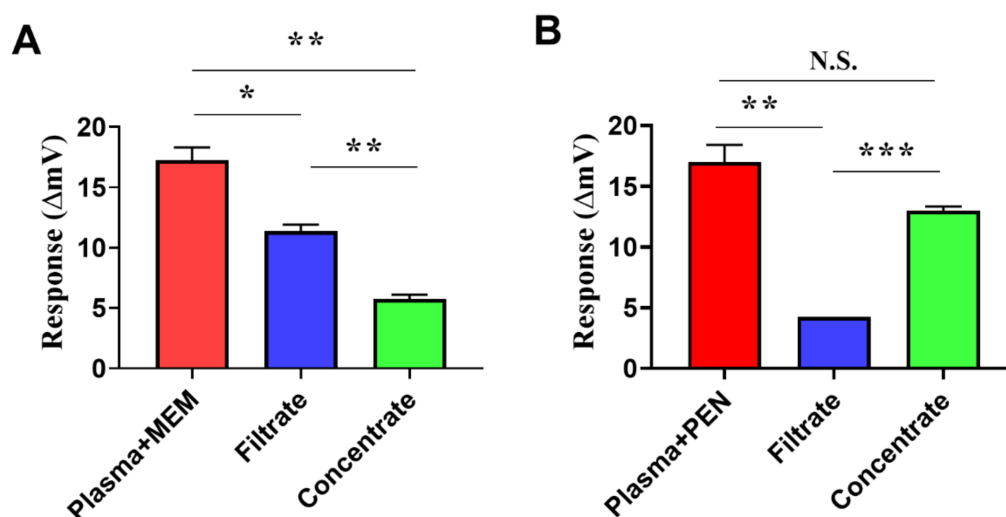 A
**
*
**
Response (ΔmV)
20
15
10
5
0
Plasma+MEM
Filtrate
Concentrate
B
N.S.
**
***
Response (ΔmV)
20
15
10
5
0
Plasma+PEN
Filtrate
Concentrate